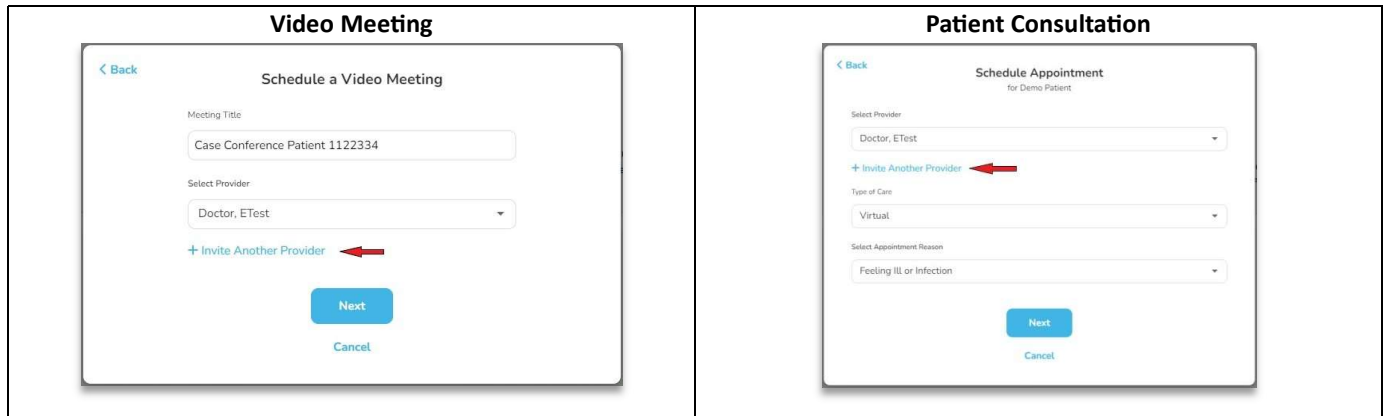 Video Meeting
< Back
Schedule a Video Meeting
Meeting Title
Case Conference Patient 1122334
Select Provider
Doctor, ETest
+ Invite Another Provider
Next
Cancel
Patient Consultation
< Back
Schedule Appointment
for Demo Patient
Select Provider
Doctor, ETest
+ Invite Another Provider
Type of Care
Virtual
Select Appointment Reason
Feeling Ill or Infection
Next
Cancel